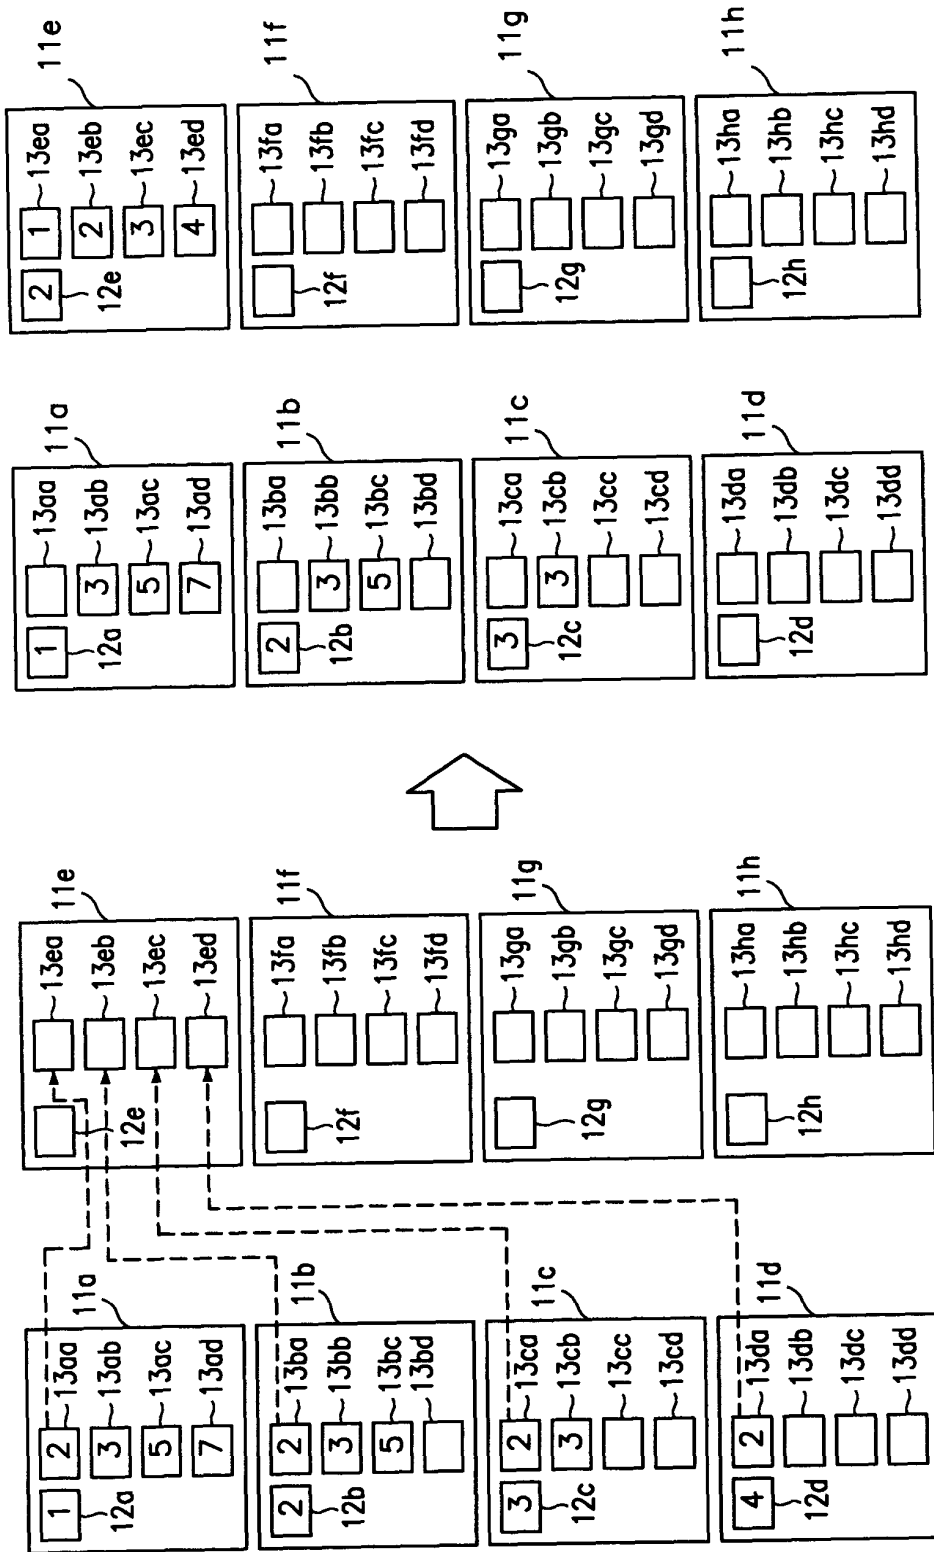 11a
2 13aa
1 3 13ab
12a 5 13ac
7 13ad
11b
2 13ba
2 3 13bb
12b 5 13bc
13bd
11c
2 13ca
3 3 13cb
12c 13cc
13cd
11d
2 13da
4 13db
12d 13dc
13dd
11e
13ea
12e 13eb
13ec
13ed
11f
13fa
12f 13fb
13fc
13fd
11g
13ga
12g 13gb
13gc
13gd
11h
13ha
12h 13hb
13hc
13hd
11a
13aa
1 3 13ab
12a 5 13ac
7 13ad
11b
13ba
2 3 13bb
12b 5 13bc
13bd
11c
13ca
3 3 13cb
12c 13cc
13cd
11d
13da
12d 13db
13dc
13dd
11e
1 13ea
2 2 13eb
12e 3 13ec
4 13ed
11f
13fa
12f 13fb
13fc
13fd
11g
13ga
12g 13gb
13gc
13gd
11h
13ha
12h 13hb
13hc
13hd